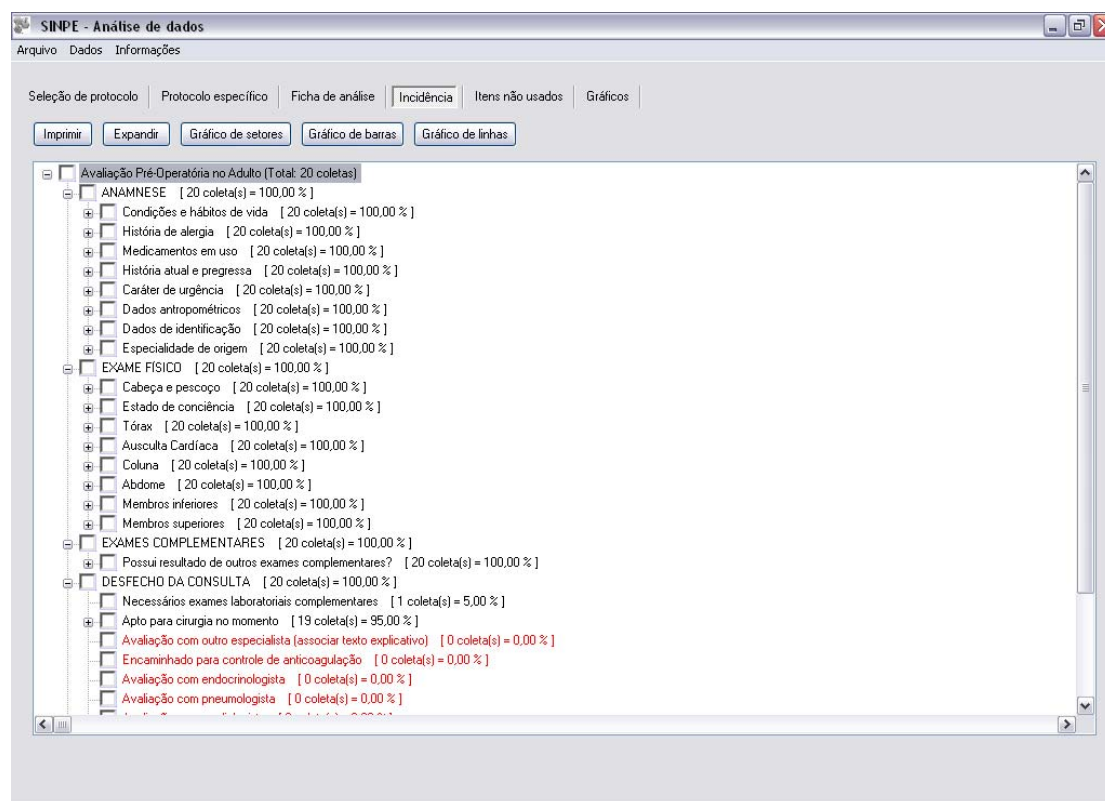 SINPE - Análise de dados
Arquivo Dados Informações
Seleção de protocolo Protocolo específico Ficha de análise Incidência Itens não usados Gráficos
Imprimir Expandir Gráfico de setores Gráfico de barras Gráfico de linhas
Avaliação Pré-Operatória no Adulto (Total: 20 coletas)
ANAMNESE [ 20 coleta(s) = 100,00 % ]
Condições e hábitos de vida [ 20 coleta(s) = 100,00 % ]
História de alergia [ 20 coleta(s) = 100,00 % ]
Medicamentos em uso [ 20 coleta(s) = 100,00 % ]
História atual e pregressa [ 20 coleta(s) = 100,00 % ]
Caráter de urgência [ 20 coleta(s) = 100,00 % ]
Dados antropométricos [ 20 coleta(s) = 100,00 % ]
Dados de identificação [ 20 coleta(s) = 100,00 % ]
Especialidade de origem [ 20 coleta(s) = 100,00 % ]
EXAME FÍSICO [ 20 coleta(s) = 100,00 % ]
Cabeça e pescoço [ 20 coleta(s) = 100,00 % ]
Estado de conciência [ 20 coleta(s) = 100,00 % ]
Tórax [ 20 coleta(s) = 100,00 % ]
Ausculta Cardíaca [ 20 coleta(s) = 100,00 % ]
Coluna [ 20 coleta(s) = 100,00 % ]
Abdome [ 20 coleta(s) = 100,00 % ]
Membros inferiores [ 20 coleta(s) = 100,00 % ]
Membros superiores [ 20 coleta(s) = 100,00 % ]
EXAMES COMPLEMENTARES [ 20 coleta(s) = 100,00 % ]
Possui resultado de outros exames complementares? [ 20 coleta(s) = 100,00 % ]
DESFECHO DA CONSULTA [ 20 coleta(s) = 100,00 % ]
Necessários exames laboratoriais complementares [ 1 coleta(s) = 5,00 % ]
Apto para cirurgia no momento [ 19 coleta(s) = 95,00 % ]
Avaliação com outro especialista (associar texto explicativo) [ 0 coleta(s) = 0,00 % ]
Encaminhado para controle de anticoagulação [ 0 coleta(s) = 0,00 % ]
Avaliação com endocrinologista [ 0 coleta(s) = 0,00 % ]
Avaliação com pneumologista [ 0 coleta(s) = 0,00 % ]